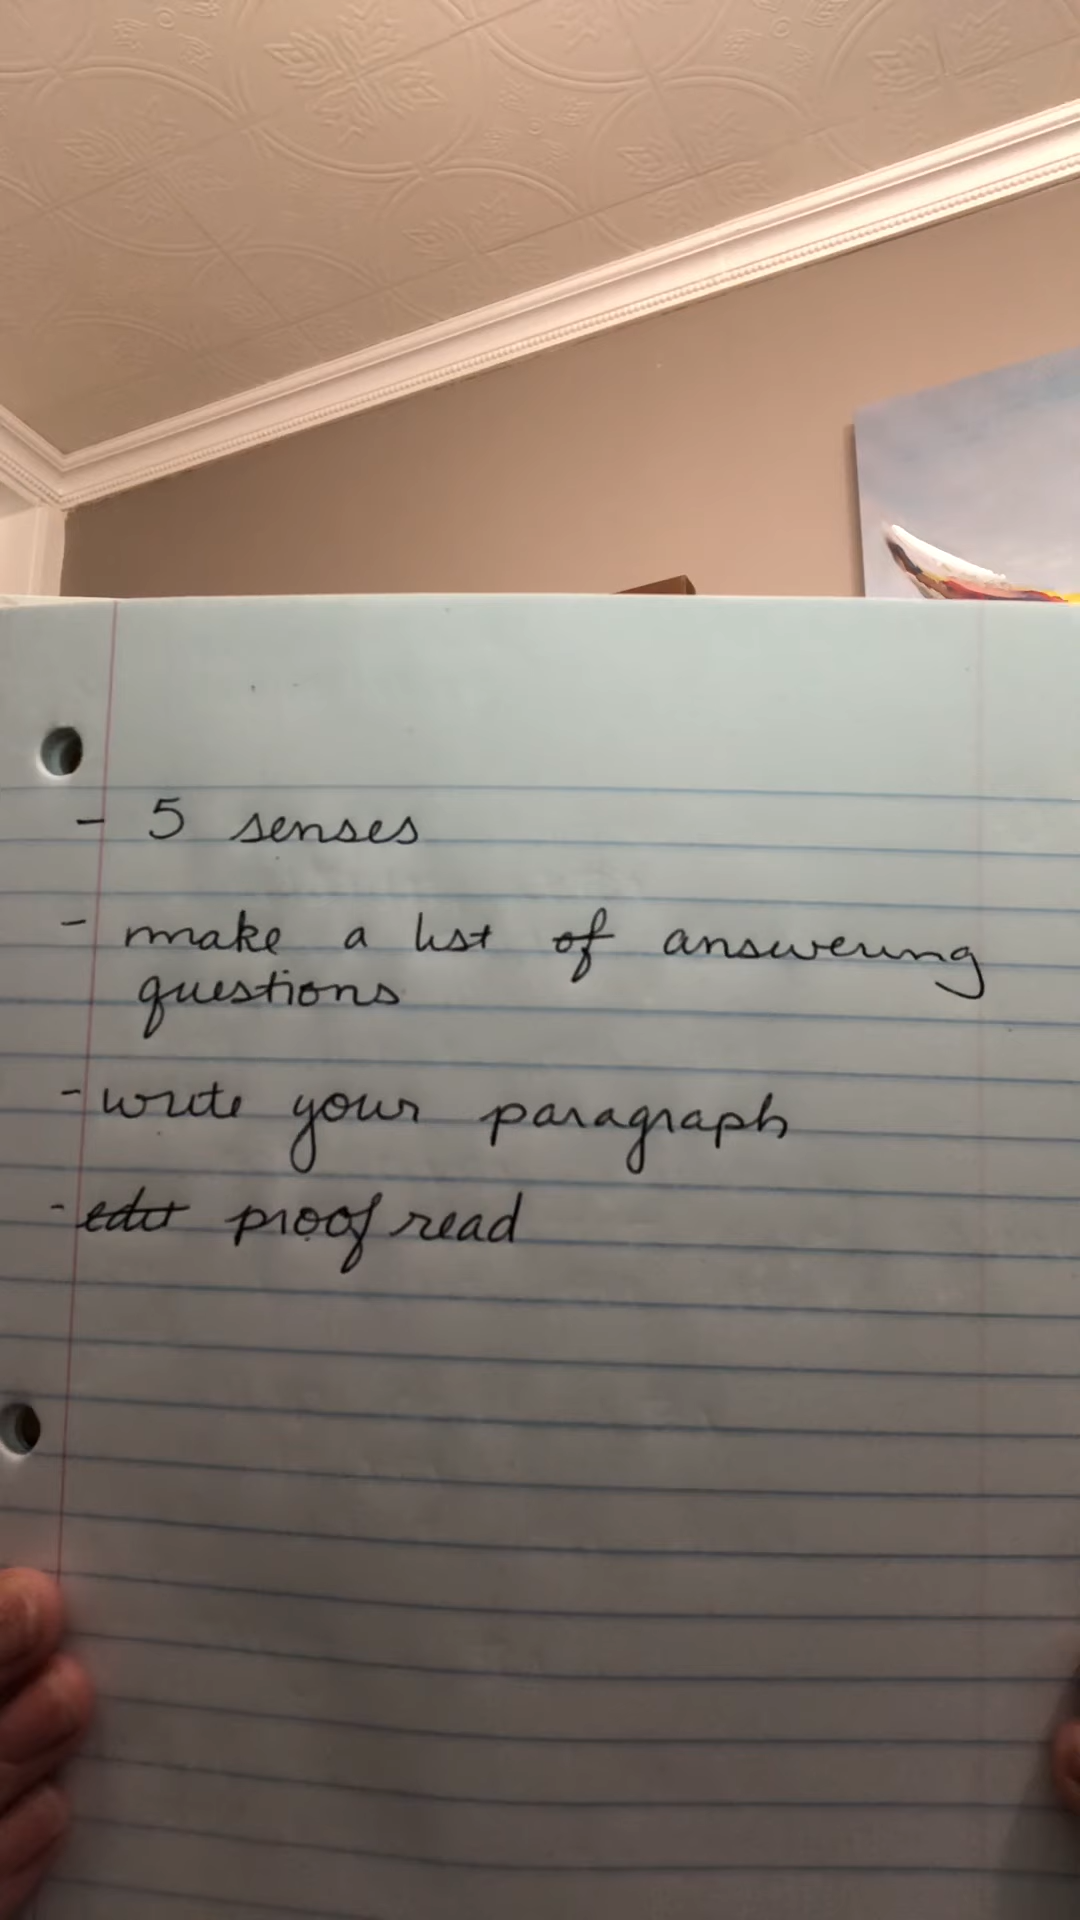 - 5 senses
- make a list of answering
questions
- write your paragraph
- edit proof read